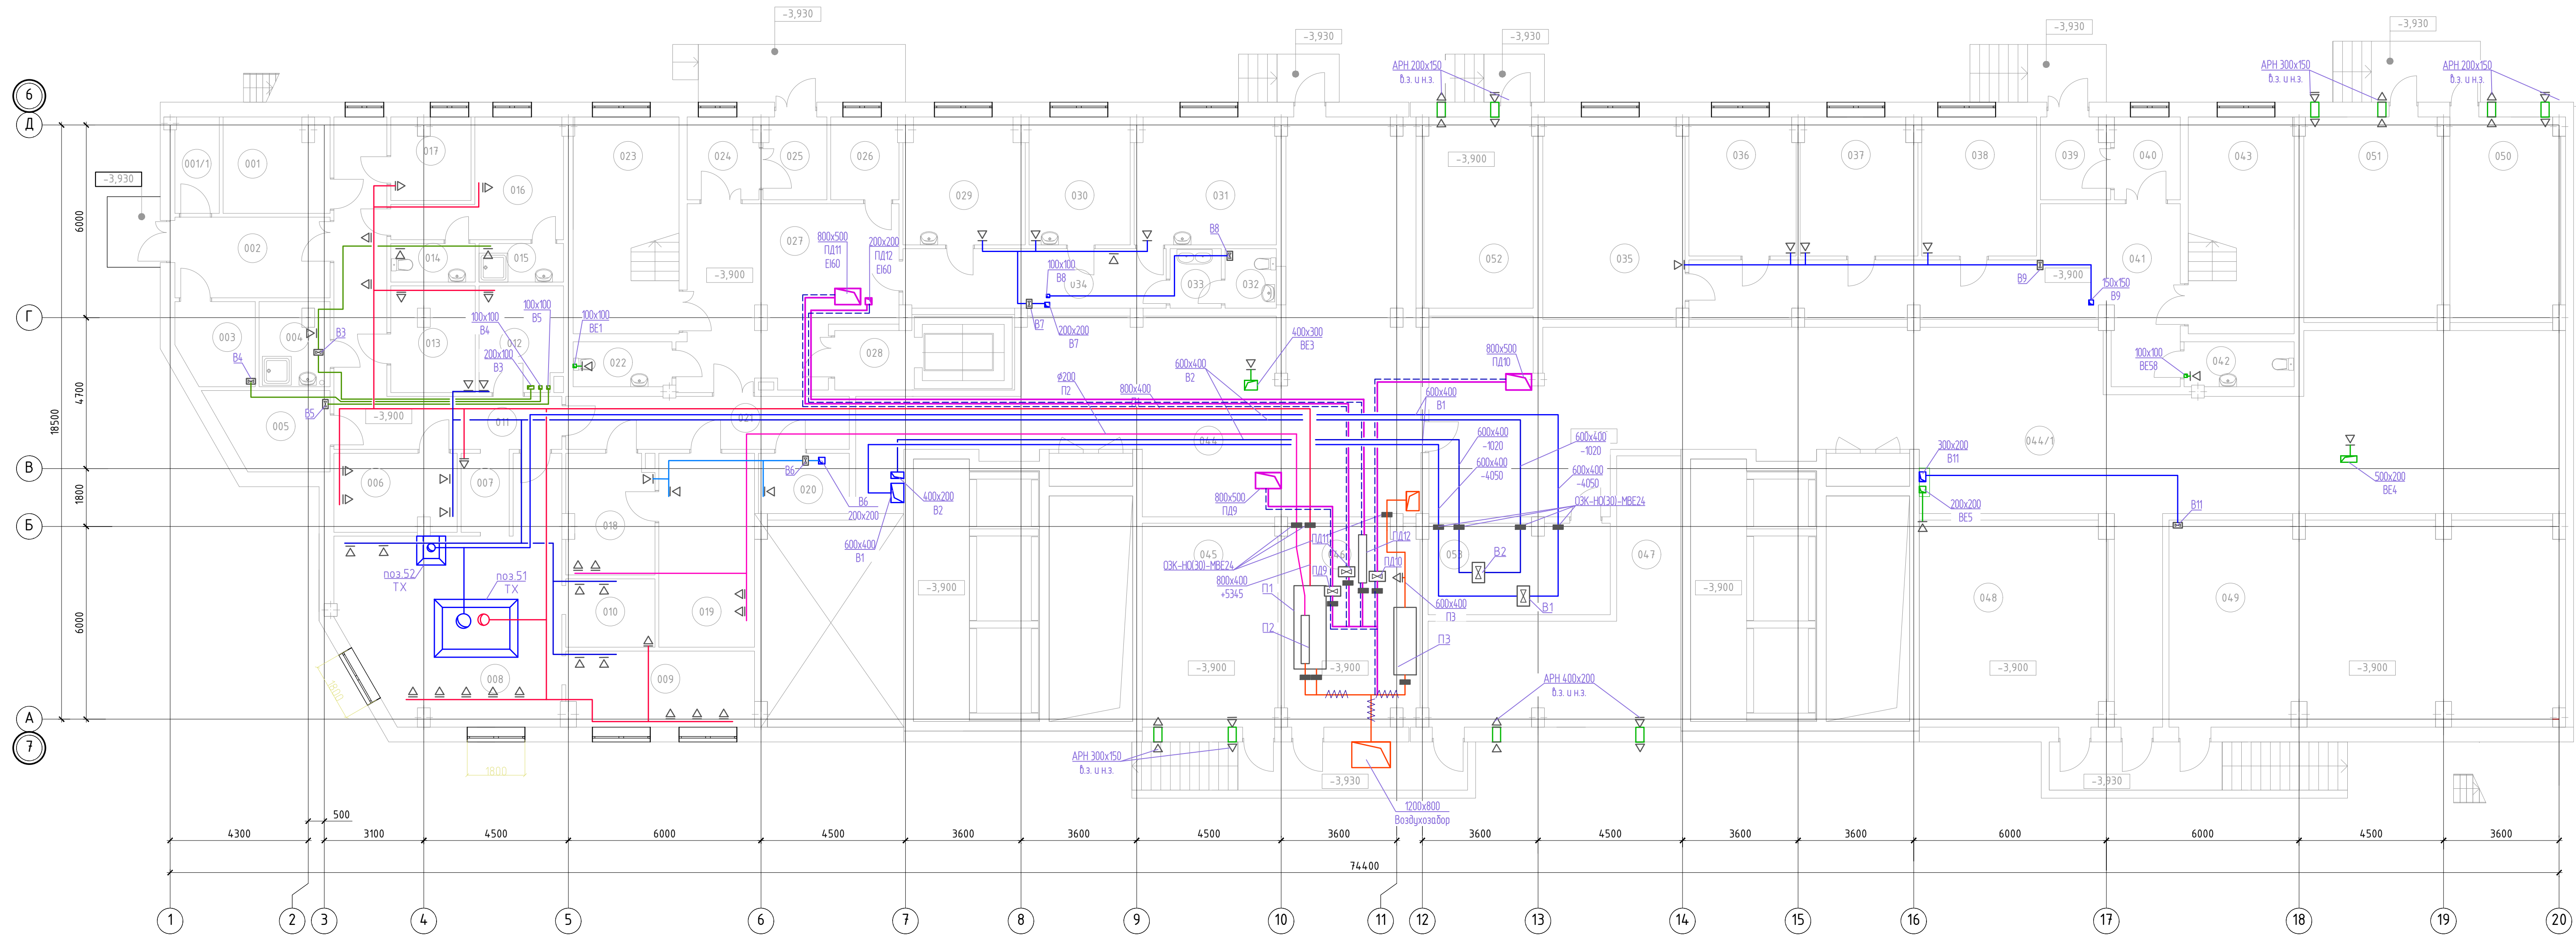 -3,930
-3,930
-3,930
-3,930
-3,930
АРН 200х150
в.з. и н.з.
АРН 300х150
в.з. и н.з.
АРН 200х150
в.з. и н.з.
6
Д
-3,930
001/1
001
017
016
023
024
025
026
029
030
031
-3,900
036
037
038
039
040
043
051
050
6000
002
014
015
027
-3,900
800х500
ПД11
EI60
200х200
ПД12
EI60
100х100
В8
В8
034
033
032
052
035
В9
-3,900
041
150х150
В9
Г
003
004
В3
В4
В5
013
012
100х100
В4
100х100
В5
200х100
В3
100х100
ВЕ1
022
028
В7
200х200
В7
400х300
ВЕ3
600х400
В2
ø200
П2
800х400
П1
800х500
ПД10
600х400
В1
100х100
ВЕ58
042
4700
18500
005
-3,900
011
021
044
600х400
-1020
600х400
-4050
600х400
-1020
600х400
-4050
ОЗК-НО(30)-МВЕ24
044/1
300х200
В11
200х200
ВЕ5
500х200
ВЕ4
В11
В
1800
Б
006
007
018
В6
020
В6
200х200
400х200
В2
600х400
В1
800х500
ПД9
поз.52
ТХ
поз.51
ТХ
010
019
-3,900
045
ОЗК-НО(30)-МВЕ24
800х400
+5345
П1
П2
ПД11
ПД9
046
ПД12
ПД10
600х400
П3
П3
053
В2
В1
047
-3,900
048
049
6000
008
009
1800
-3,900
-3,900
-3,900
-3,900
АРН 400х200
в.з. и н.з.
А
7
1800
АРН 300х150
в.з. и н.з.
-3,930
-3,930
1200х800
Воздухозабор
500
4300
3100
4500
6000
4500
3600
3600
4500
3600
3600
4500
3600
3600
6000
6000
4500
3600
74400
1
2
3
4
5
6
7
8
9
10
11
12
13
14
15
16
17
18
19
20